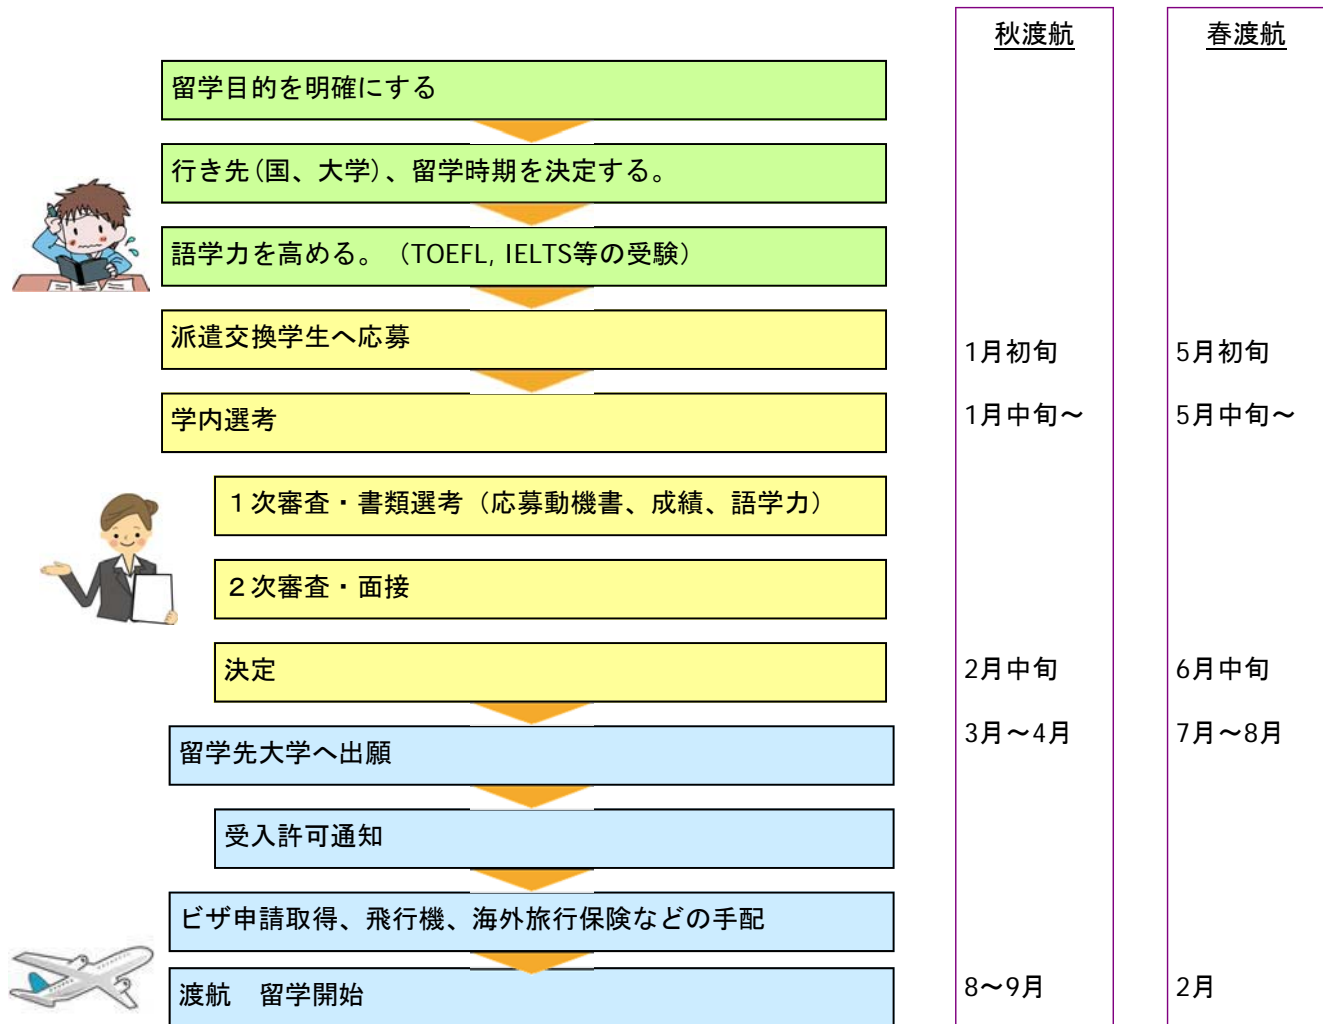 秋渡航
春渡航
留学目的を明確にする
行き先(国、大学)、留学時期を決定する。
語学力を高める。（TOEFL, IELTS等の受験）
派遣交換学生へ応募
1月初旬
5月初旬
学内選考
1月中旬～
5月中旬～
１次審査・書類選考（応募動機書、成績、語学力）
２次審査・面接
決定
2月中旬
6月中旬
留学先大学へ出願
3月～4月
7月～8月
受入許可通知
ビザ申請取得、飛行機、海外旅行保険などの手配
渡航　留学開始
8～9月
2月